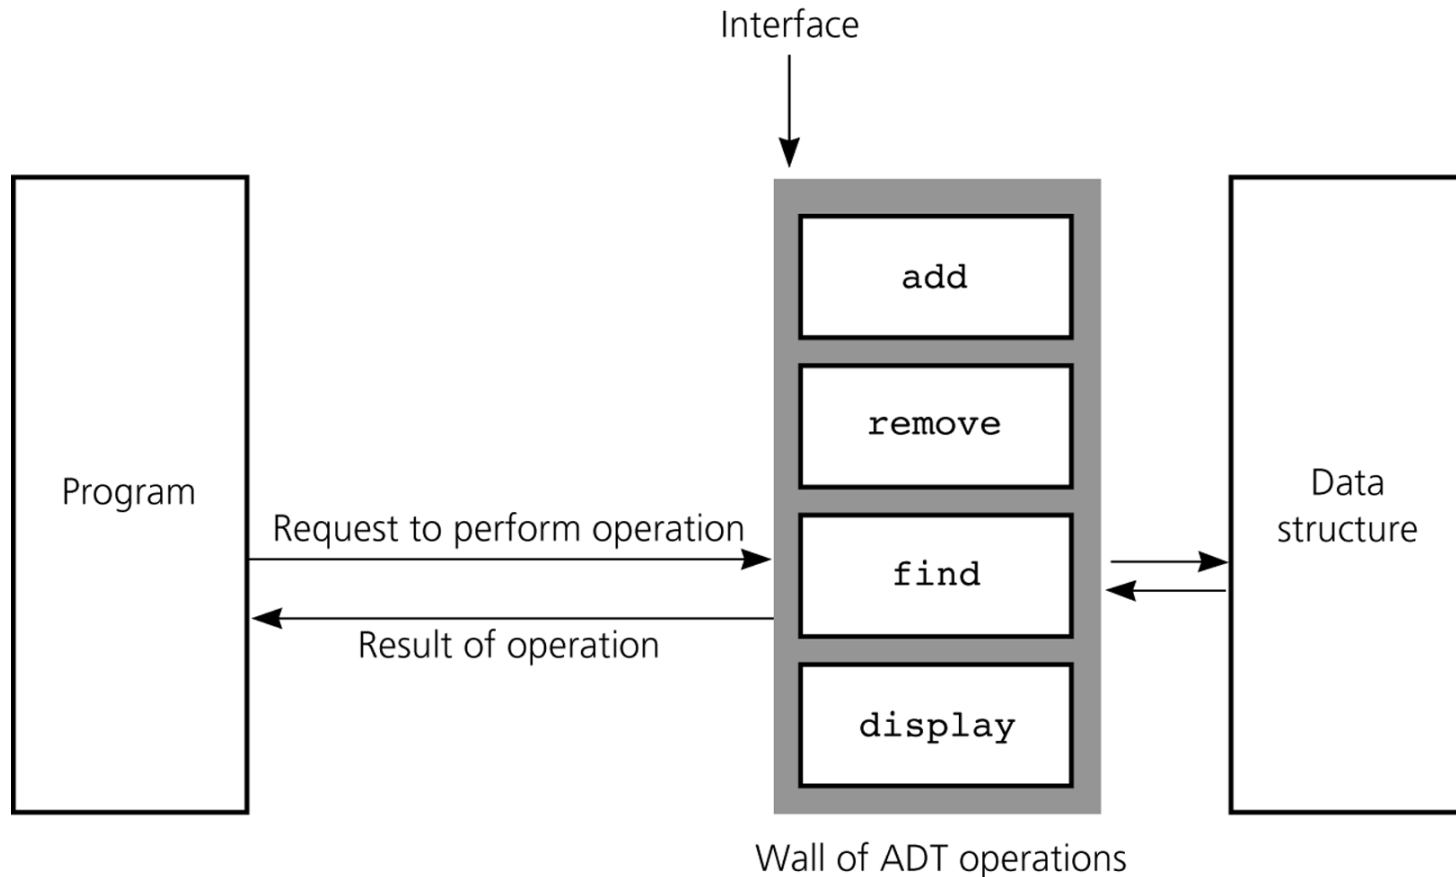 Interface
add
remove
find
display
Program
Request to perform operation
Result of operation
Data
structure
Wall of ADT operations